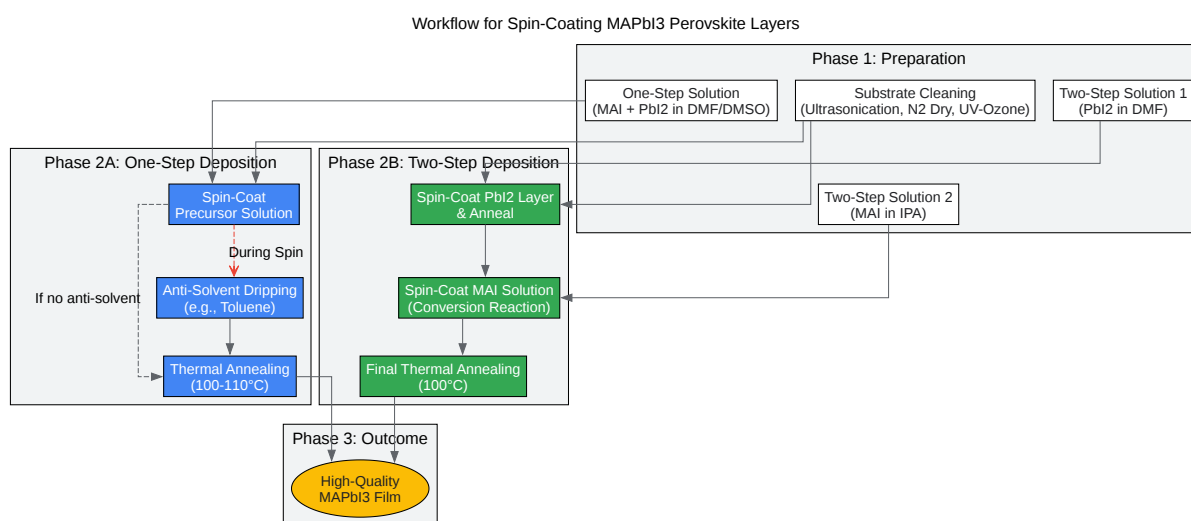 Workflow for Spin-Coating MAPbI3 Perovskite Layers
Phase 1: Preparation
One-Step Solution
(MAI + PbI2 in DMF/DMSO)
Substrate Cleaning
(Ultrasonication, N2 Dry, UV-Ozone)
Two-Step Solution 1
(PbI2 in DMF)
Two-Step Solution 2
(MAI in IPA)
Phase 2A: One-Step Deposition
Spin-Coat
Precursor Solution
During Spin
If no anti-solvent
Anti-Solvent Dripping
(e.g., Toluene)
Thermal Annealing
(100-110°C)
Phase 2B: Two-Step Deposition
Spin-Coat PbI2 Layer
& Anneal
Spin-Coat MAI Solution
(Conversion Reaction)
Final Thermal Annealing
(100°C)
Phase 3: Outcome
High-Quality
MAPbI3 Film